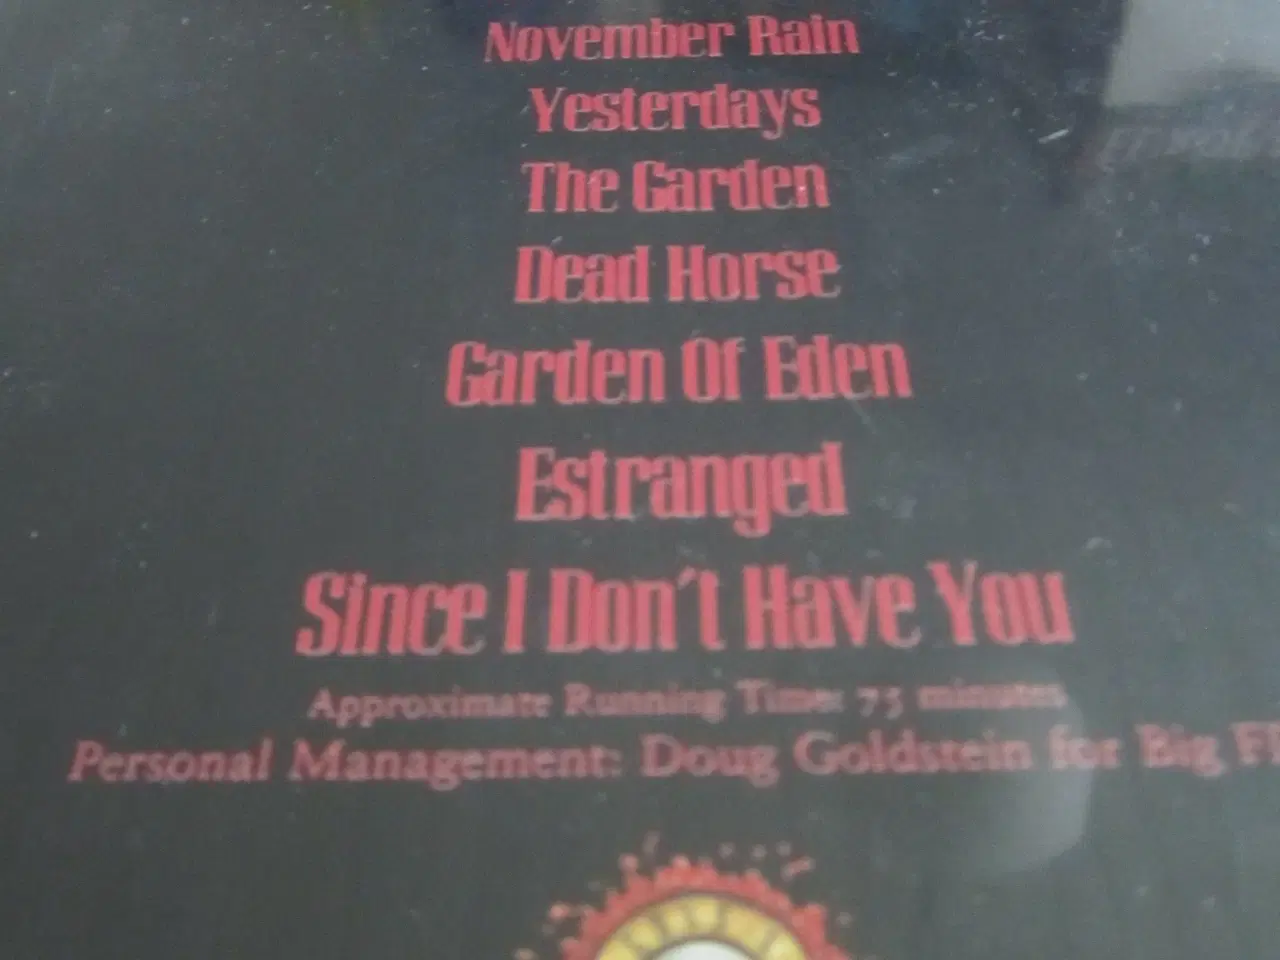 November Rain
Yesterdays
The Garden
Dead Horse
Garden Of Eden
Estranged
Since I Don't Have You
Approximate Running Time: 75 minutes
Personal Management: Doug Goldstein for Big